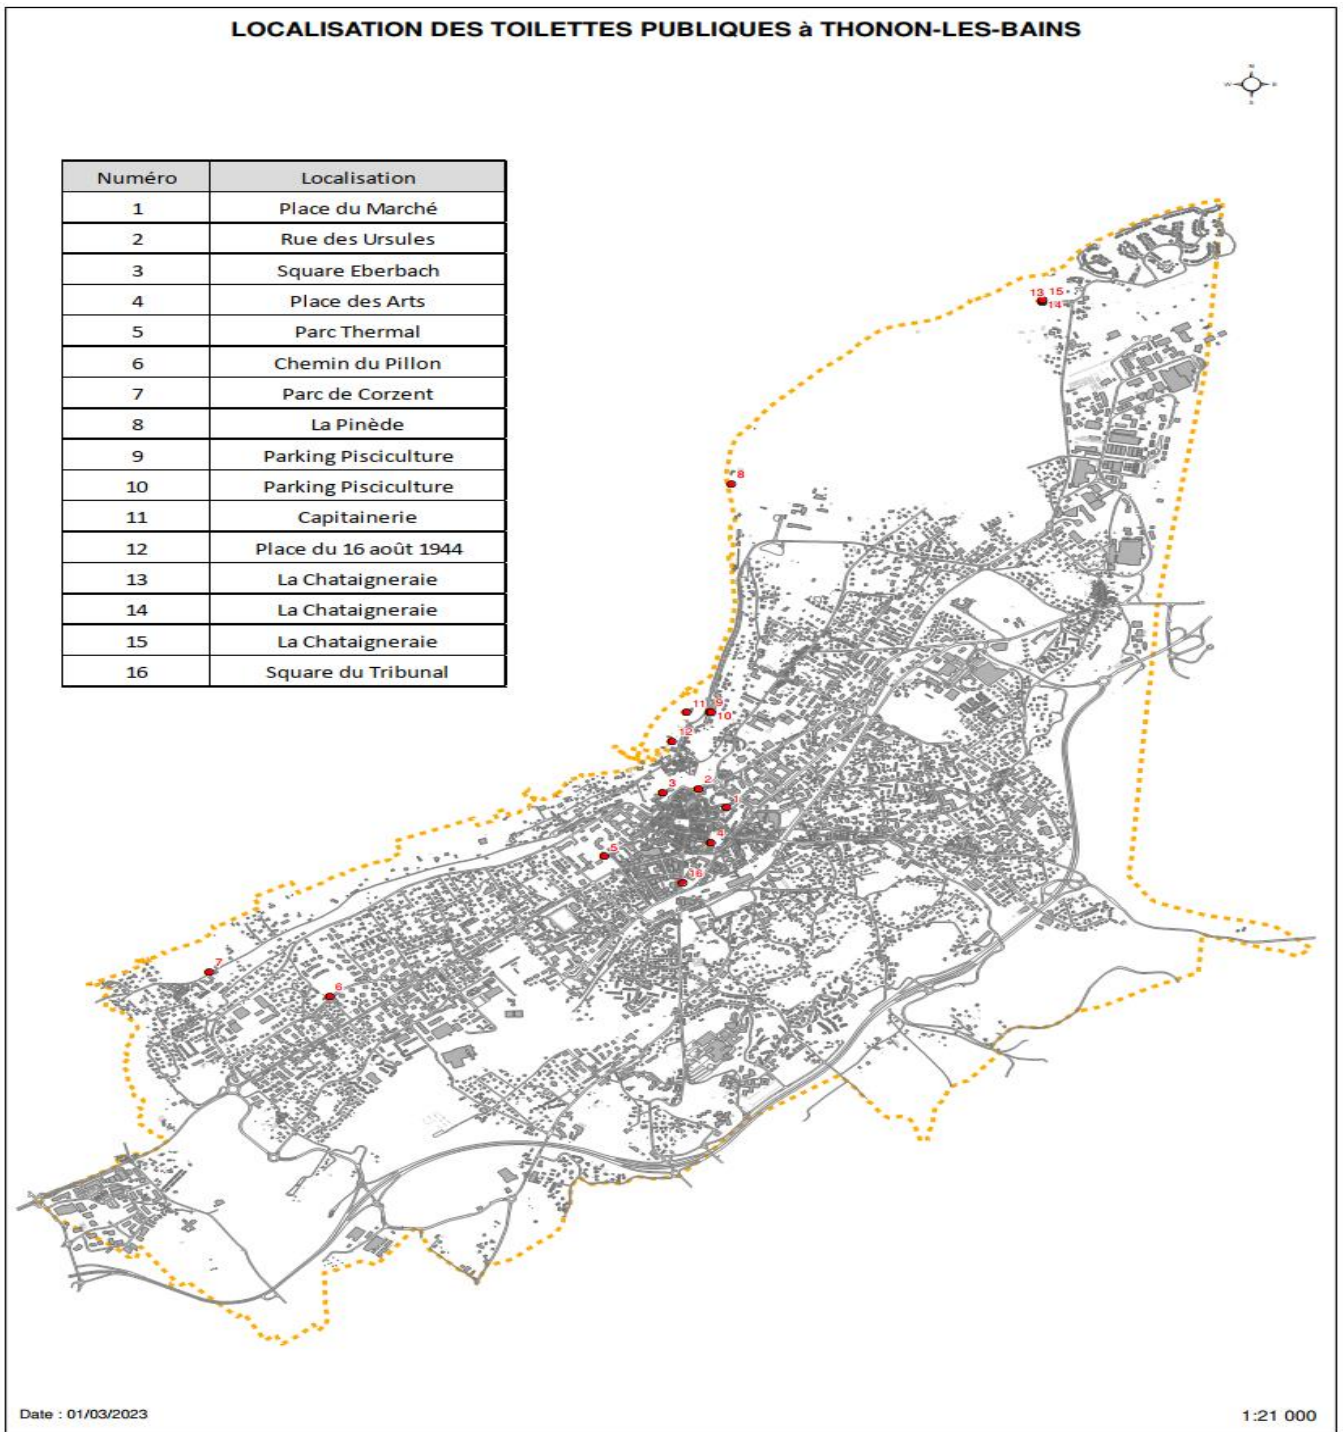 LOCALISATION DES TOILETTES PUBLIQUES à THONON-LES-BAINS
N
W E
S
Numéro Localisation
1 Place du Marché
2 Rue des Ursules
3 Square Eberbach
4 Place des Arts
5 Parc Thermal
6 Chemin du Pillon
7 Parc de Corzent
8 La Pinède
9 Parking Pisciculture
10 Parking Pisciculture
11 Capitainerie
12 Place du 16 août 1944
13 La Chataigneraie
14 La Chataigneraie
15 La Chataigneraie
16 Square du Tribunal
13 15
14
8
11 9
10
12
2
3
1
4
5
16
7
6
Date : 01/03/2023
1:21 000